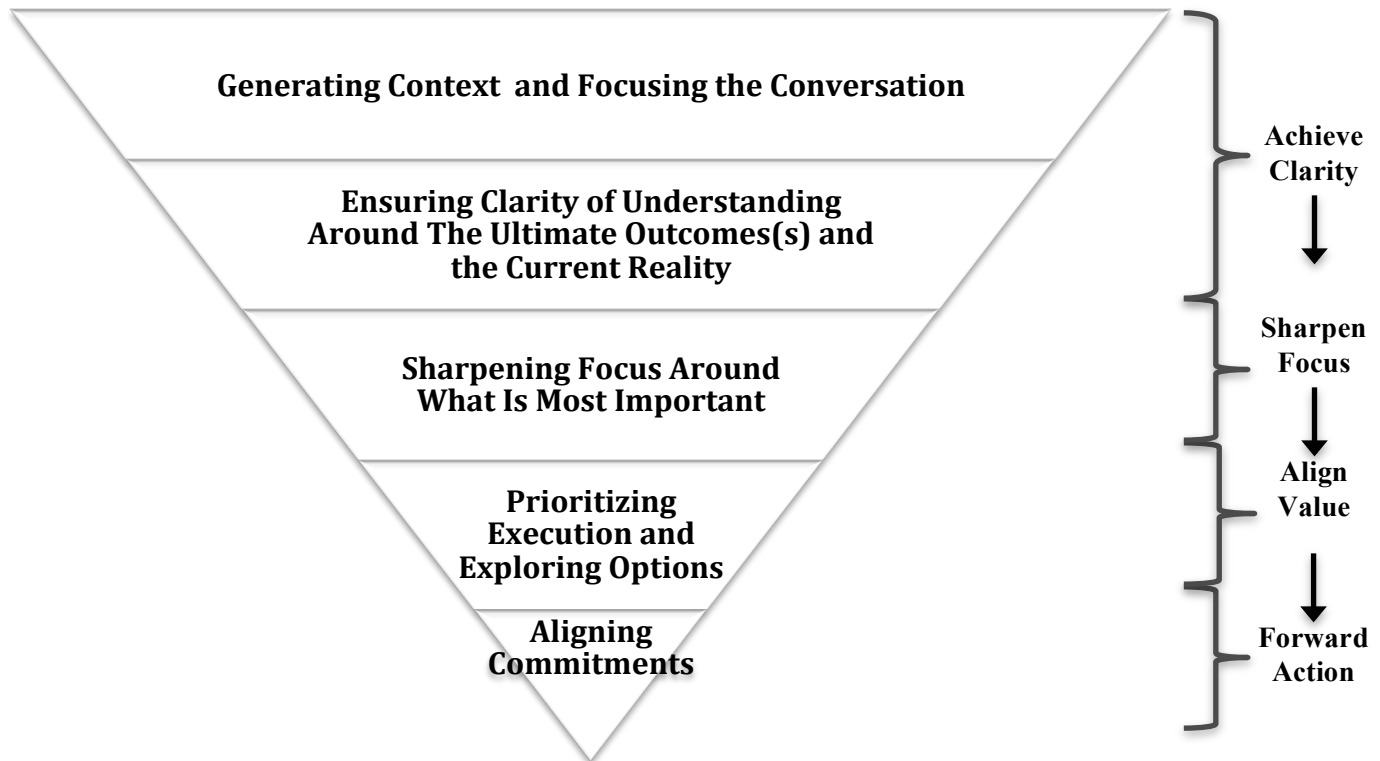 Generating Context  and Focusing the Conversation
Ensuring Clarity of Understanding
Around The Ultimate Outcomes(s) and
the Current Reality
Sharpening Focus Around
What Is Most Important
Prioritizing
Execution and
Exploring Options
Aligning
Commitments
Achieve
Clarity
Sharpen
Focus
Align
Value
Forward
Action